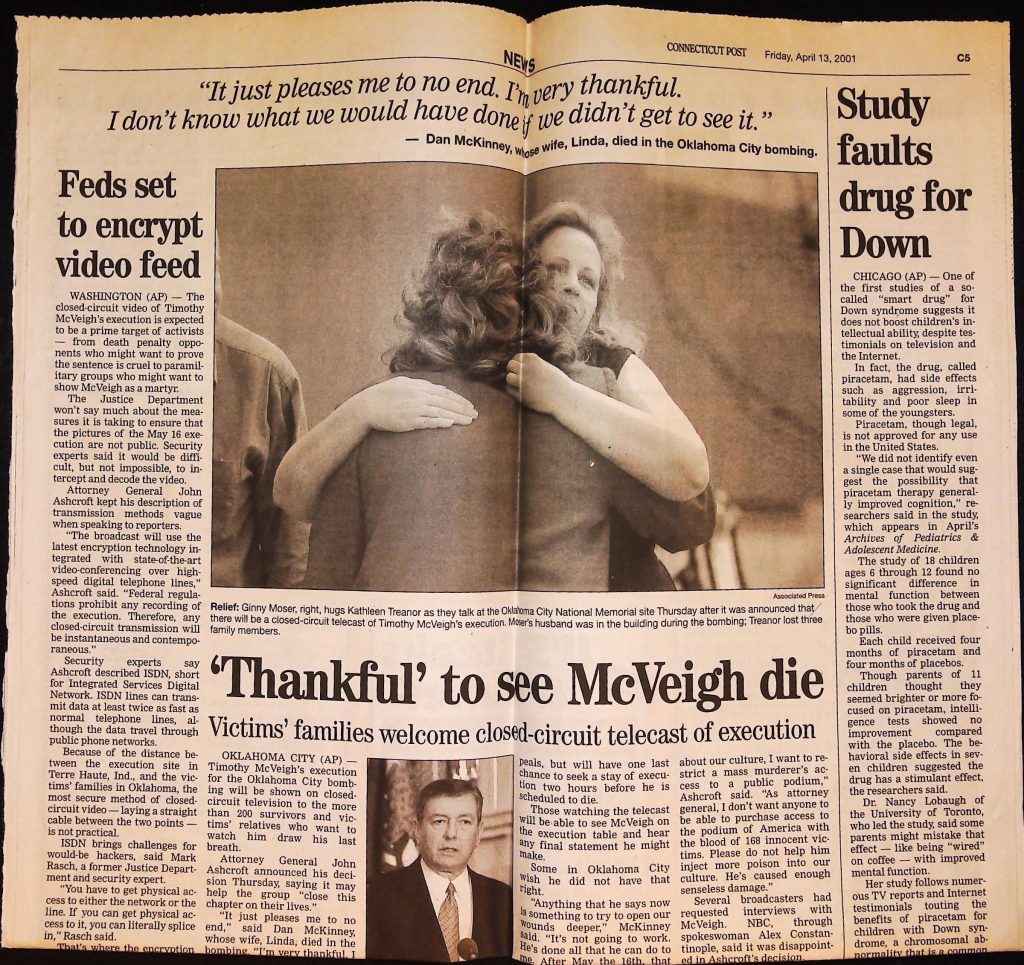 NEWS
CONNECTICUT POST Friday, April 13, 2001
C5
“It just pleases me to no end. I’m very thankful.
I don’t know what we would have done if we didn’t get to see it.”
— Dan McKinney, whose wife, Linda, died in the Oklahoma City bombing.
Feds set
to encrypt
video feed
WASHINGTON (AP) — The
closed-circuit video of Timothy
McVeigh’s execution is expected
to be a prime target of activists
— from death penalty oppo-
nents who might want to prove
the sentence is cruel to paramil-
itary groups who might want to
show McVeigh as a martyr.
The Justice Department
won’t say much about the mea-
sures it is taking to ensure that
the pictures of the May 16 exe-
cution are not public. Security
experts said it would be diffi-
cult, but not impossible, to in-
tercept and decode the video.
Attorney General John
Ashcroft kept his description of
transmission methods vague
when speaking to reporters.
“The broadcast will use the
latest encryption technology in-
tegrated with state-of-the-art
video-conferencing over high-
speed digital telephone lines,”
Ashcroft said. “Federal regula-
tions prohibit any recording of
the execution. Therefore, any
closed-circuit transmission will
be instantaneous and contempo-
raneous.”
Security experts say
Ashcroft described ISDN, short
for Integrated Services Digital
Network. ISDN lines can trans-
mit data at least twice as fast as
normal telephone lines, al-
though the data travel through
public phone networks.
Because of the distance be-
tween the execution site in
Terre Haute, Ind., and the vic-
tims’ families in Oklahoma, the
most secure method of closed-
circuit video — laying a straight
cable between the two points —
is not practical.
ISDN brings challenges for
would-be hackers, said Mark
Rasch, a former Justice Depart-
ment and security expert.
“You have to get physical ac-
cess to either the network or the
line. If you can get physical ac-
cess to it, you can literally splice
in,” Rasch said.
That’s where the encryption
Associated Press
Relief: Ginny Moser, right, hugs Kathleen Treanor as they talk at the Oklahoma City National Memorial site Thursday after it was announced that
there will be a closed-circuit telecast of Timothy McVeigh’s execution. Moser’s husband was in the building during the bombing; Treanor lost three
family members.
‘Thankful’ to see McVeigh die
Victims’ families welcome closed-circuit telecast of execution
OKLAHOMA CITY (AP) —
Timothy McVeigh’s execution
for the Oklahoma City bomb-
ing will be shown on closed-
circuit television to the more
than 200 survivors and vic-
tims’ relatives who want to
watch him draw his last
breath.
Attorney General John
Ashcroft announced his deci-
sion Thursday, saying it may
help the group “close this
chapter on their lives.”
“It just pleases me to no
end,” said Dan McKinney,
whose wife, Linda, died in the
bombing. “I’m very thankful. I
peals, but will have one last
chance to seek a stay of execu-
tion two hours before he is
scheduled to die.
Those watching the telecast
will be able to see McVeigh on
the execution table and hear
any final statement he might
make.
Some in Oklahoma City
wish he did not have that
right.
“Anything that he says now
is something to try to open our
wounds deeper,” McKinney
said. “It’s not going to work.
He’s done all that he can do to
me. After May the 16th, that
about our culture, I want to re-
strict a mass murderer’s ac-
cess to a public podium,”
Ashcroft said. “As attorney
general, I don’t want anyone to
be able to purchase access to
the podium of America with
the blood of 168 innocent vic-
tims. Please do not help him
inject more poison into our
culture. He’s caused enough
senseless damage.”
Several broadcasters had
requested interviews with
McVeigh. NBC, through
spokeswoman Alex Constan-
tinople, said it was disappoint-
ed in Ashcroft’s decision.
Study
faults
drug for
Down
CHICAGO (AP) — One of
the first studies of a so-
called “smart drug” for
Down syndrome suggests it
does not boost children’s in-
tellectual ability, despite tes-
timonials on television and
the Internet.
In fact, the drug, called
piracetam, had side effects
such as aggression, irri-
tability and poor sleep in
some of the youngsters.
Piracetam, though legal,
is not approved for any use
in the United States.
“We did not identify even
a single case that would sug-
gest the possibility that
piracetam therapy general-
ly improved cognition,” re-
searchers said in the study,
which appears in April’s
Archives of Pediatrics &
Adolescent Medicine.
The study of 18 children
ages 6 through 12 found no
significant difference in
mental function between
those who took the drug and
those who were given place-
bo pills.
Each child received four
months of piracetam and
four months of placebos.
Though parents of 11
children thought they
seemed brighter or more fo-
cused on piracetam, intelli-
gence tests showed no
improvement compared
with the placebo. The be-
havioral side effects in sev-
en children suggested the
drug has a stimulant effect,
the researchers said.
Dr. Nancy Lobaugh of
the University of Toronto,
who led the study, said some
parents might mistake that
effect — like being “wired”
on coffee — with improved
mental function.
Her study follows numer-
ous TV reports and Internet
testimonials touting the
benefits of piracetam for
children with Down syn-
drome, a chromosomal ab-
normality that is a common